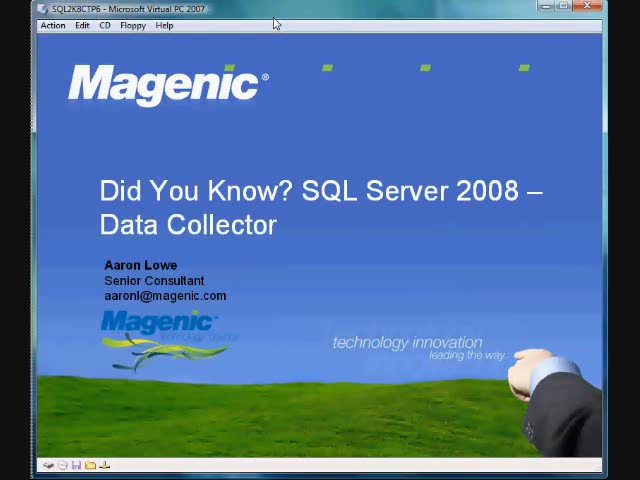 SQL2K8CTP6 - Microsoft Virtual PC 2007
Action Edit CD Floppy Help
Magenic®
Did You Know? SQL Server 2008 –
Data Collector
Aaron Lowe
Senior Consultant
aaronl@magenic.com
Magenic
technology innovation
leading the way